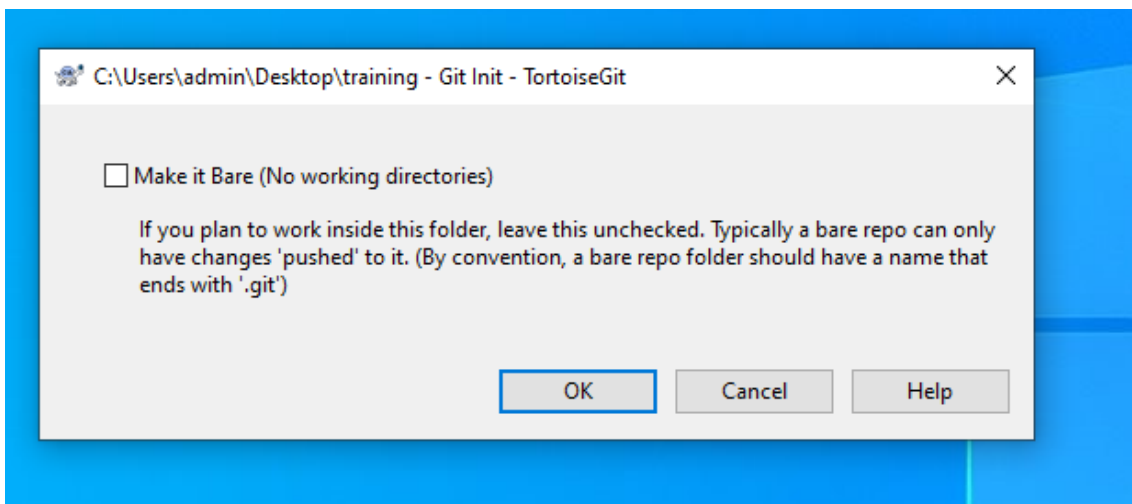 C:\Users\admin\Desktop\training - Git Init - TortoiseGit
Make it Bare (No working directories)
If you plan to work inside this folder, leave this unchecked. Typically a bare repo can only
have changes 'pushed' to it. (By convention, a bare repo folder should have a name that
ends with '.git')
OK Cancel Help